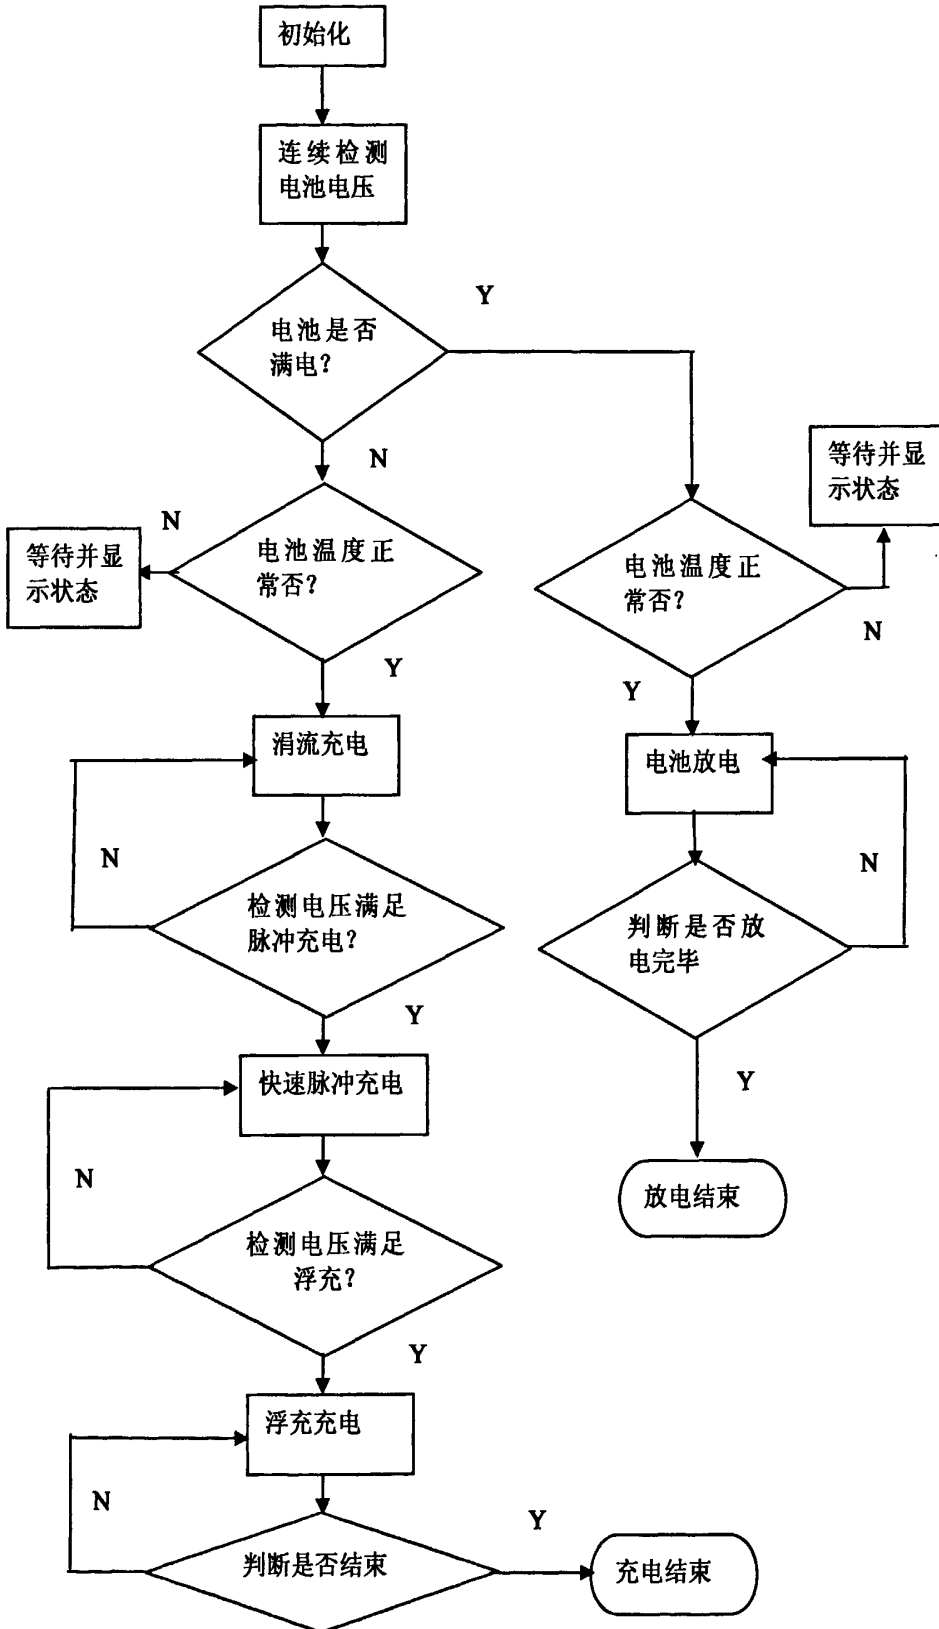 初始化
连续检测
电池电压
电池是否
满电？
Y
N
等待并显
示状态
N
等待并显
示状态
电池温度正
常否？
电池温度正
常否？
N
Y
Y
涓流充电
电池放电
N
N
检测电压满足
脉冲充电？
判断是否放
电完毕
Y
快速脉冲充电
Y
N
放电结束
检测电压满足
浮充？
Y
浮充充电
N
Y
判断是否结束
充电结束